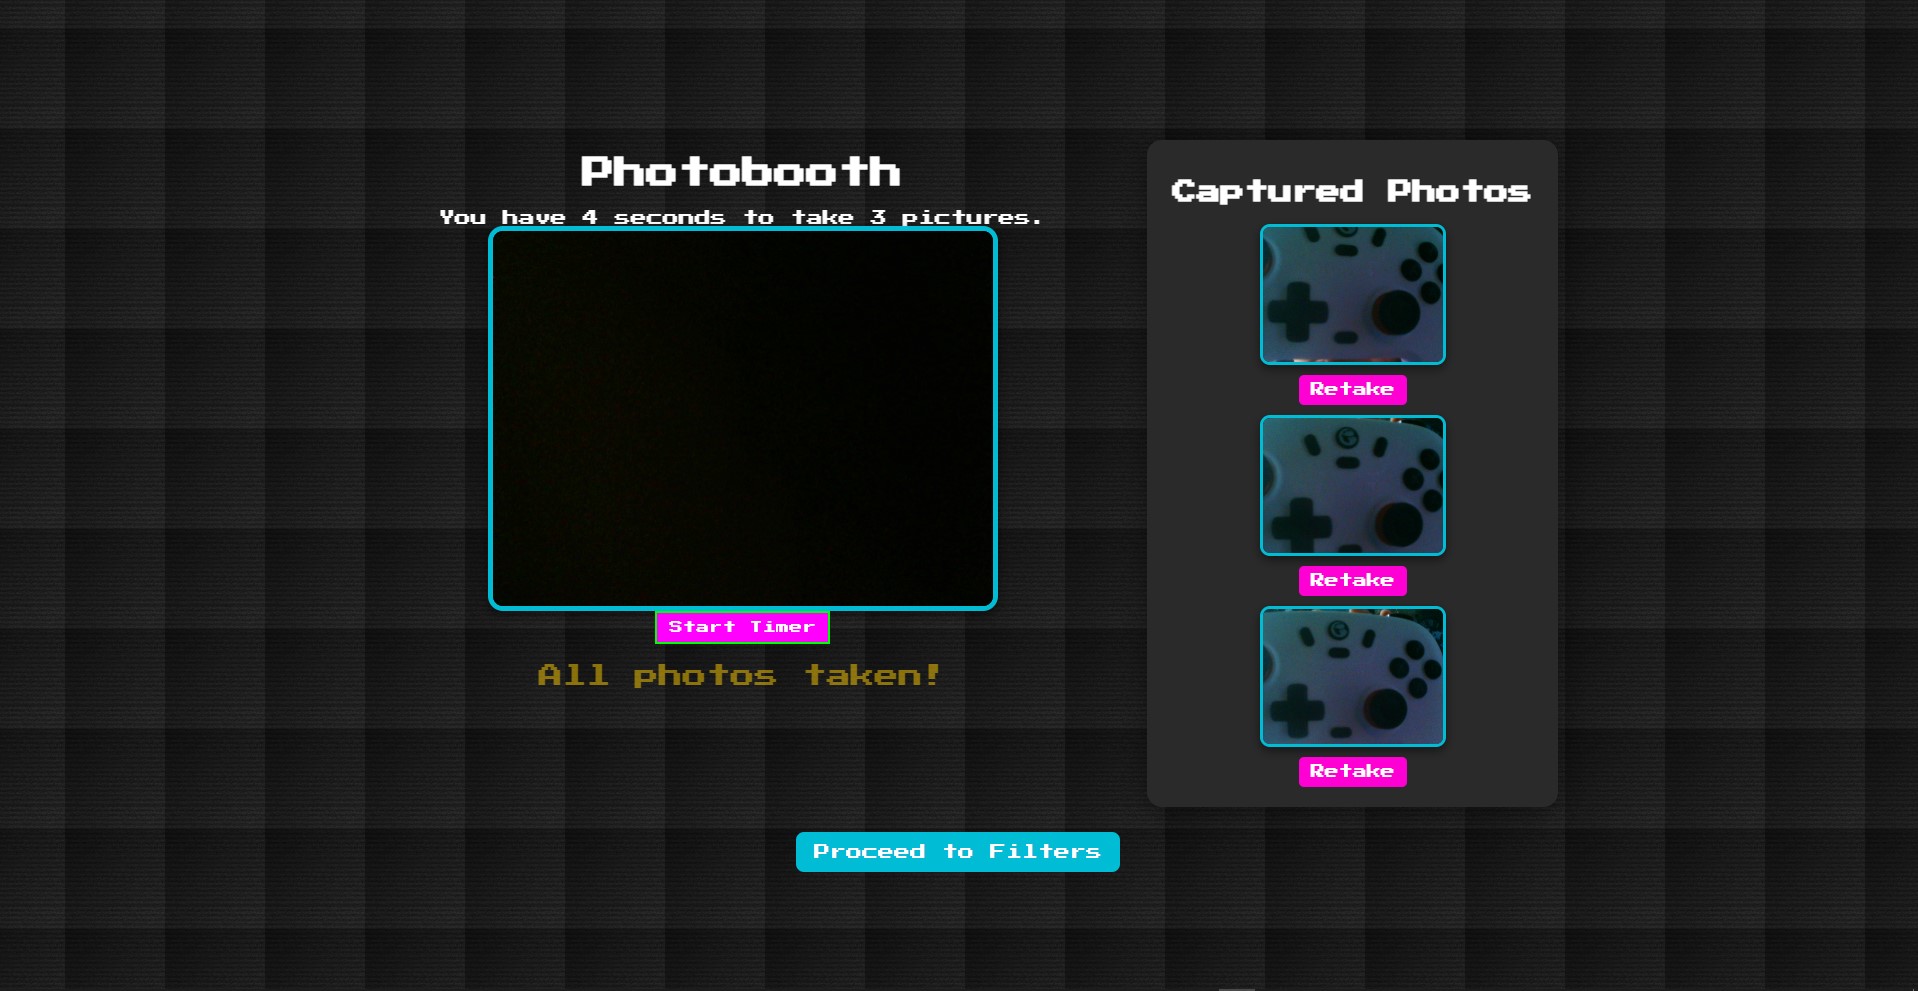 Photobooth
You have 4 seconds to take 3 pictures.
Start Timer
All photos taken!
Captured Photos
Retake
Retake
Retake
Proceed to Filters